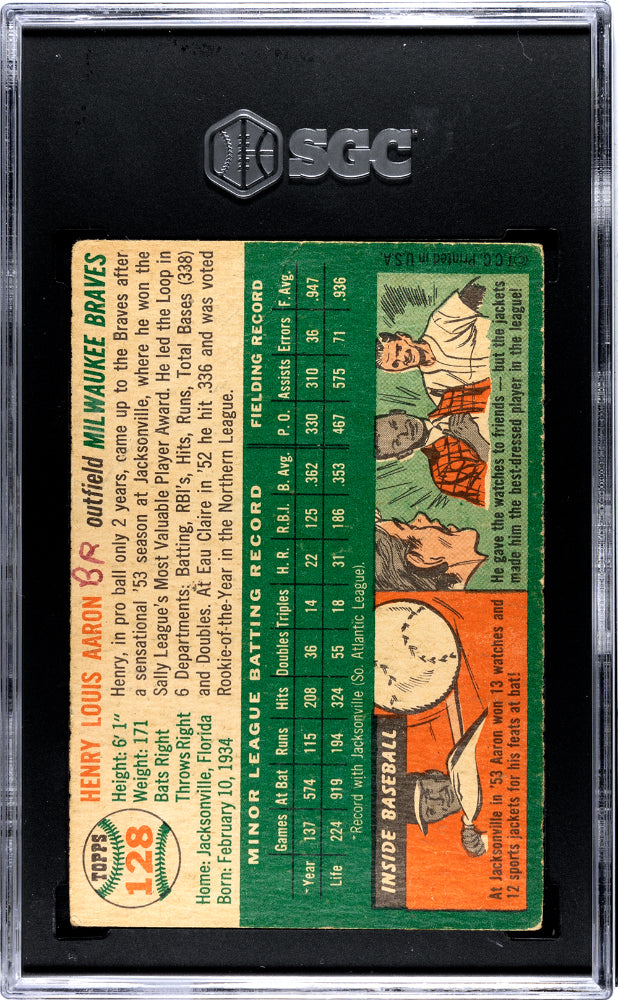 SGC
HENRY LOUIS AARON BR outfield MILWAUKEE BRAVES
TOPPS
128
Height: 6' 1"
Weight: 171
Bats Right
Throws Right
Home: Jacksonville, Florida
Born: February 10, 1934
Henry, in pro ball only 2 years, came up to the Braves after
a sensational '53 season at Jacksonville, where he won the
Sally League's Most Valuable Player Award. He led the Loop in
6 Departments; Batting, RBI's, Hits, Runs, Total Bases (338)
and Doubles. At Eau Claire in '52 he hit .336 and was voted
Rookie-of-the-Year in the Northern League.
MINOR LEAGUE BATTING RECORD FIELDING RECORD
Games At Bat Runs Hits Doubles Triples H. R. R.B.I. B. Avg. P. O. Assists Errors F. Avg.
*Year 137 574 115 208 36 14 22 125 .362 330 310 36 .947
Life 224 919 194 324 55 18 31 186 .353 467 575 71 .936
*Record with Jacksonville (So. Atlantic League).
INSIDE BASEBALL
At Jacksonville in '53 Aaron won 13 watches and
12 sports jackets for his feats at bat!
He gave the watches to friends — but the jackets
made him the best-dressed player in the league!
©T.C.G. Printed in U.S.A.